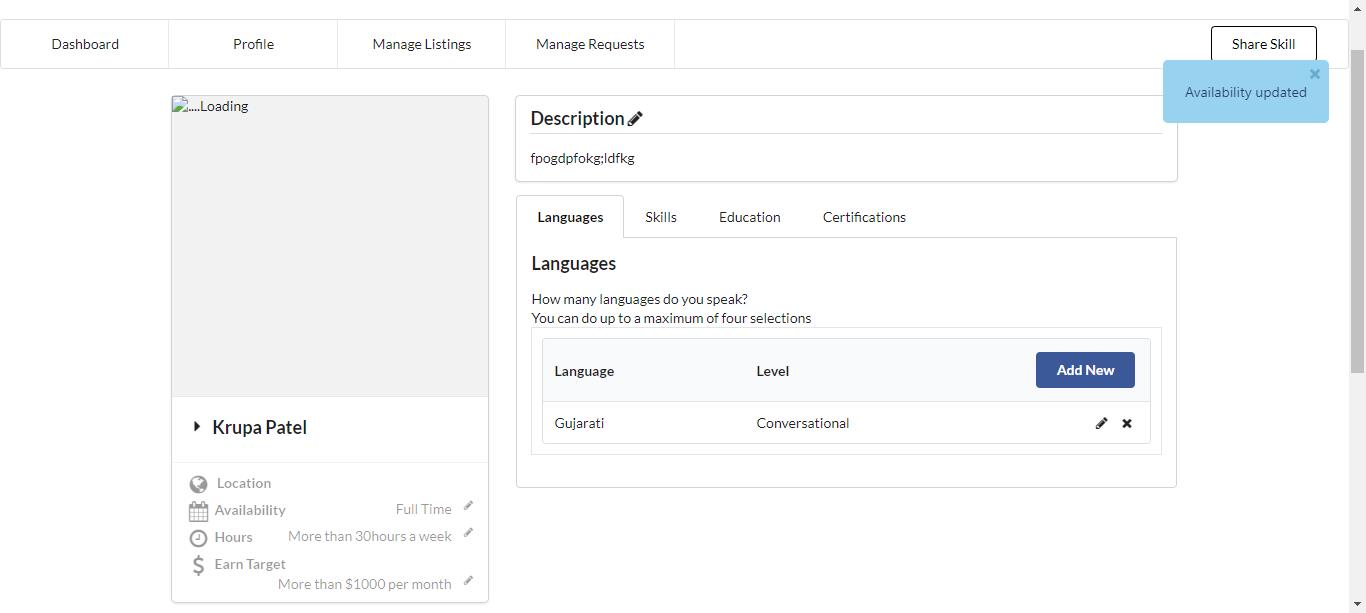 Dashboard Profile Manage Listings Manage Requests Share Skill
Availability updated
....Loading
Krupa Patel
Location
Availability Full Time
Hours More than 30hours a week
Earn Target
More than $1000 per month
Description
fpogdpfokg;ldfkg
Languages Skills Education Certifications
Languages
How many languages do you speak?
You can do up to a maximum of four selections
Language Level Add New
Gujarati Conversational